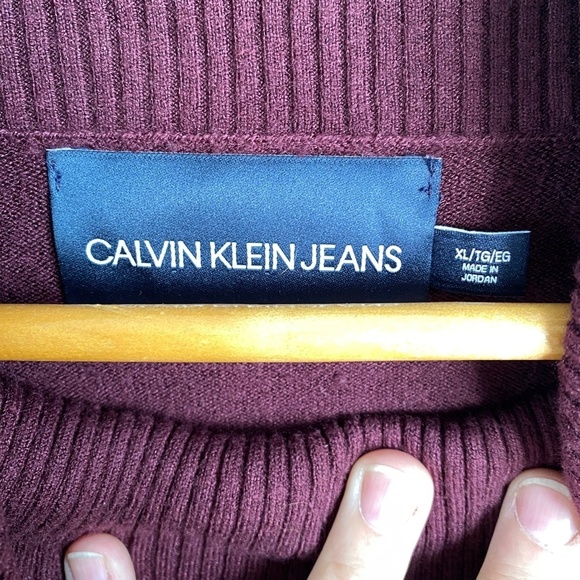 CALVIN KLEIN JEANS
XL/TG/EG
MADE IN
JORDAN